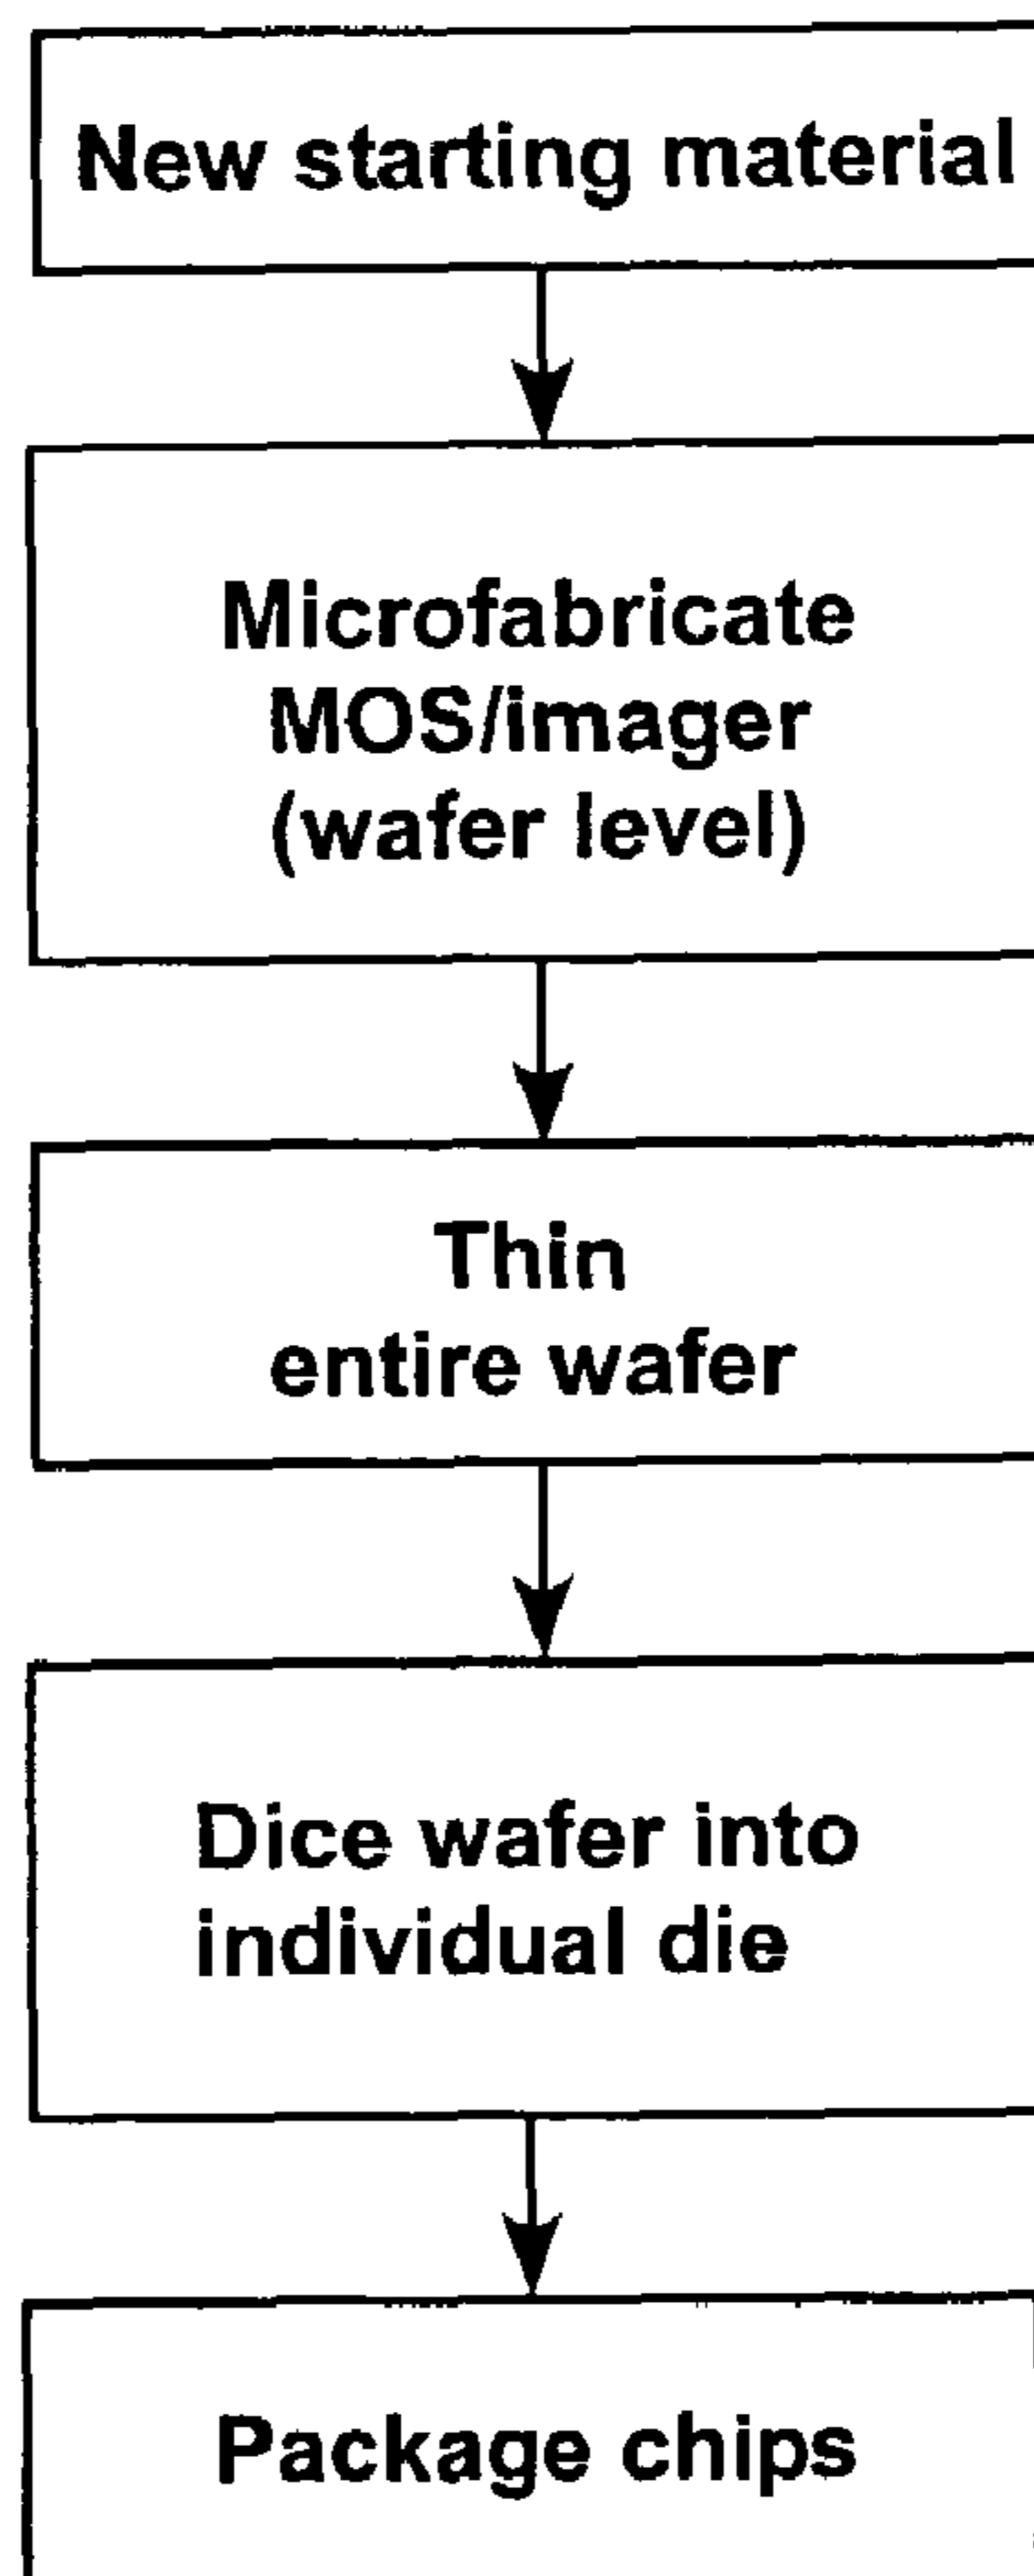 New starting material
Microfabricate
MOS/imager
(wafer level)
Thin
entire wafer
Dice wafer into
individual die
Package chips